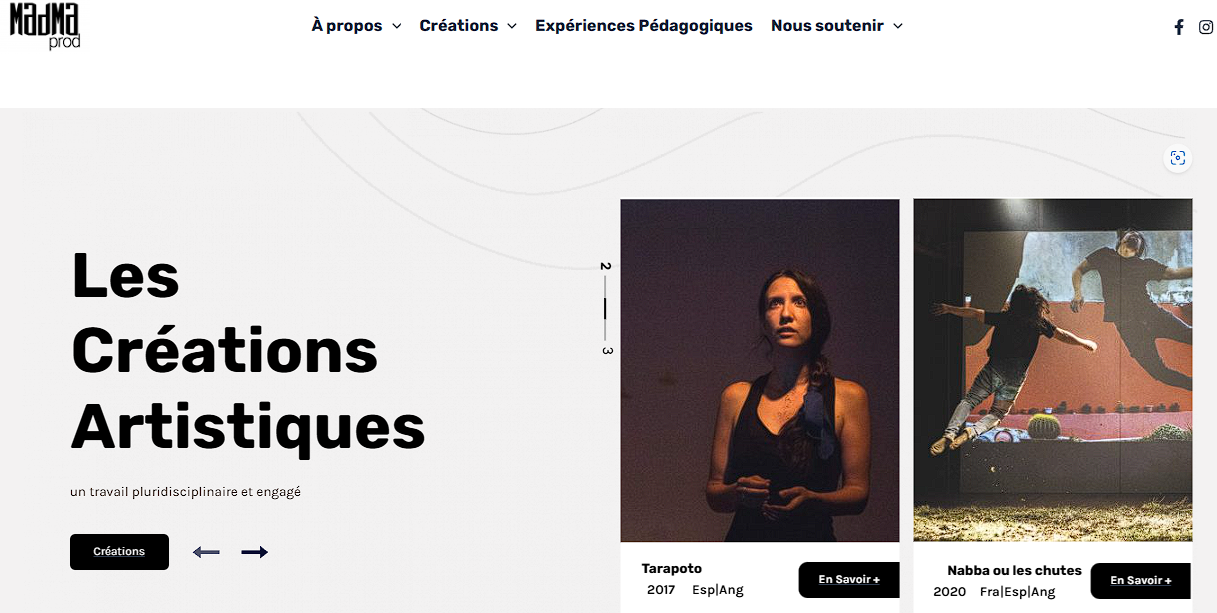 MADMA
prod
À propos Créations Expériences Pédagogiques Nous soutenir
Les
Créations
Artistiques
un travail pluridisciplinaire et engagé
Créations
2
3
Tarapoto
2017 Esp|Ang
En Savoir +
Nabba ou les chutes
2020 Fra|Esp|Ang
En Savoir +